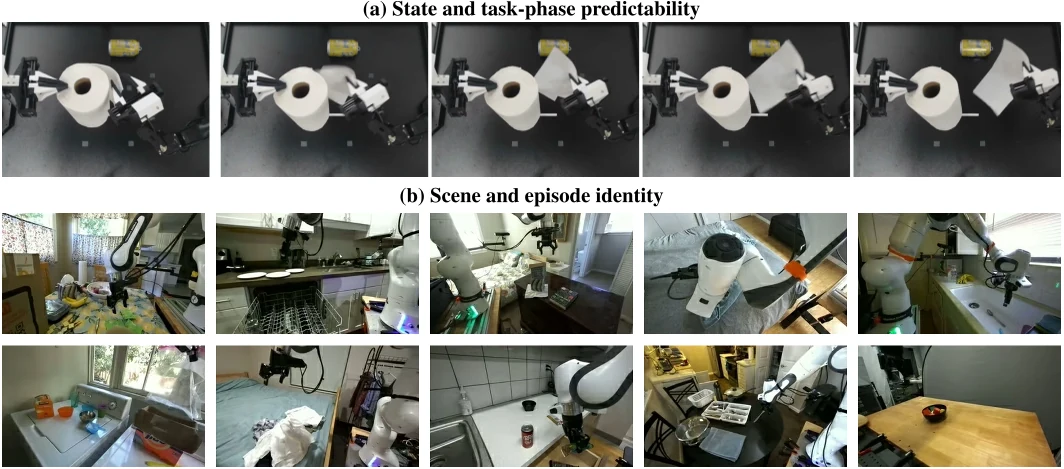 (a) State and task-phase predictability
(b) Scene and episode identity